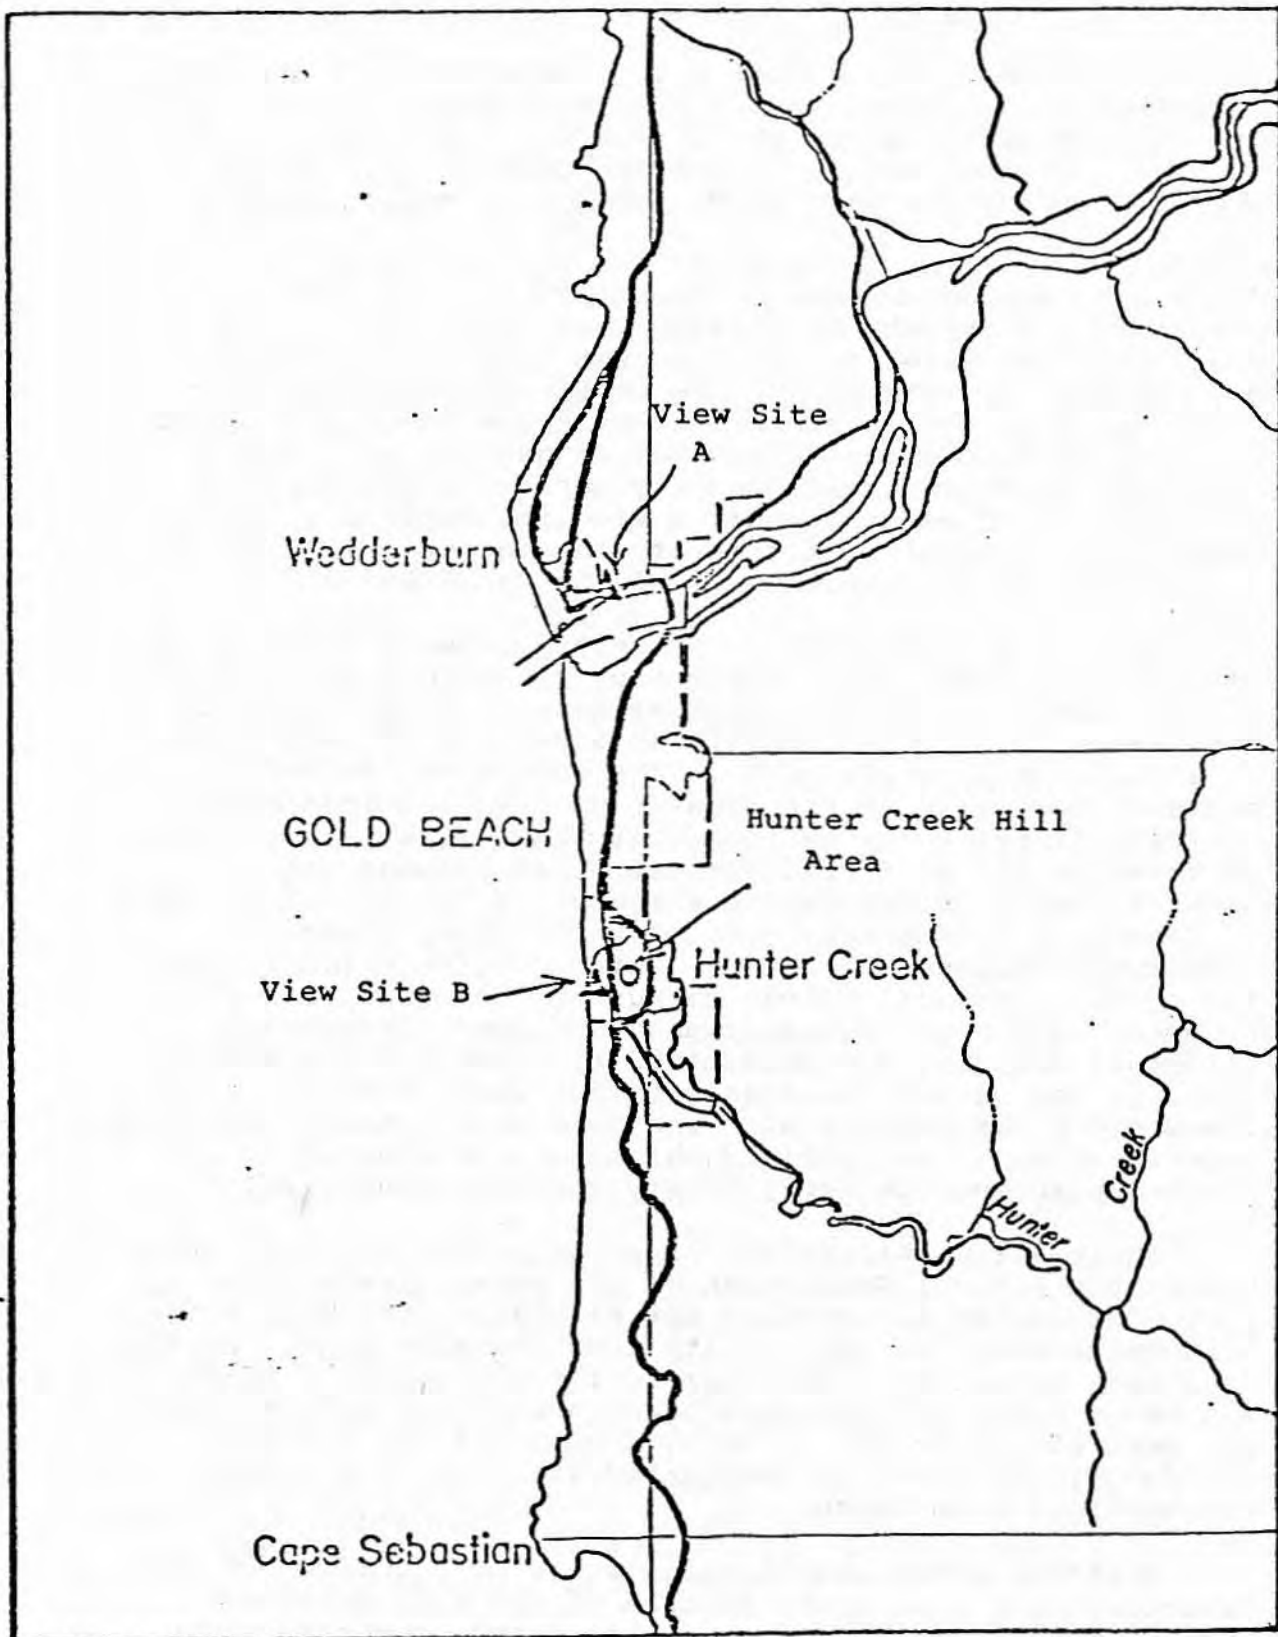 View Site
A
Wedderburn
GOLD BEACH
Hunter Creek Hill
Area
Hunter Creek
View Site B
Hunter
Creek
Cape Sebastian